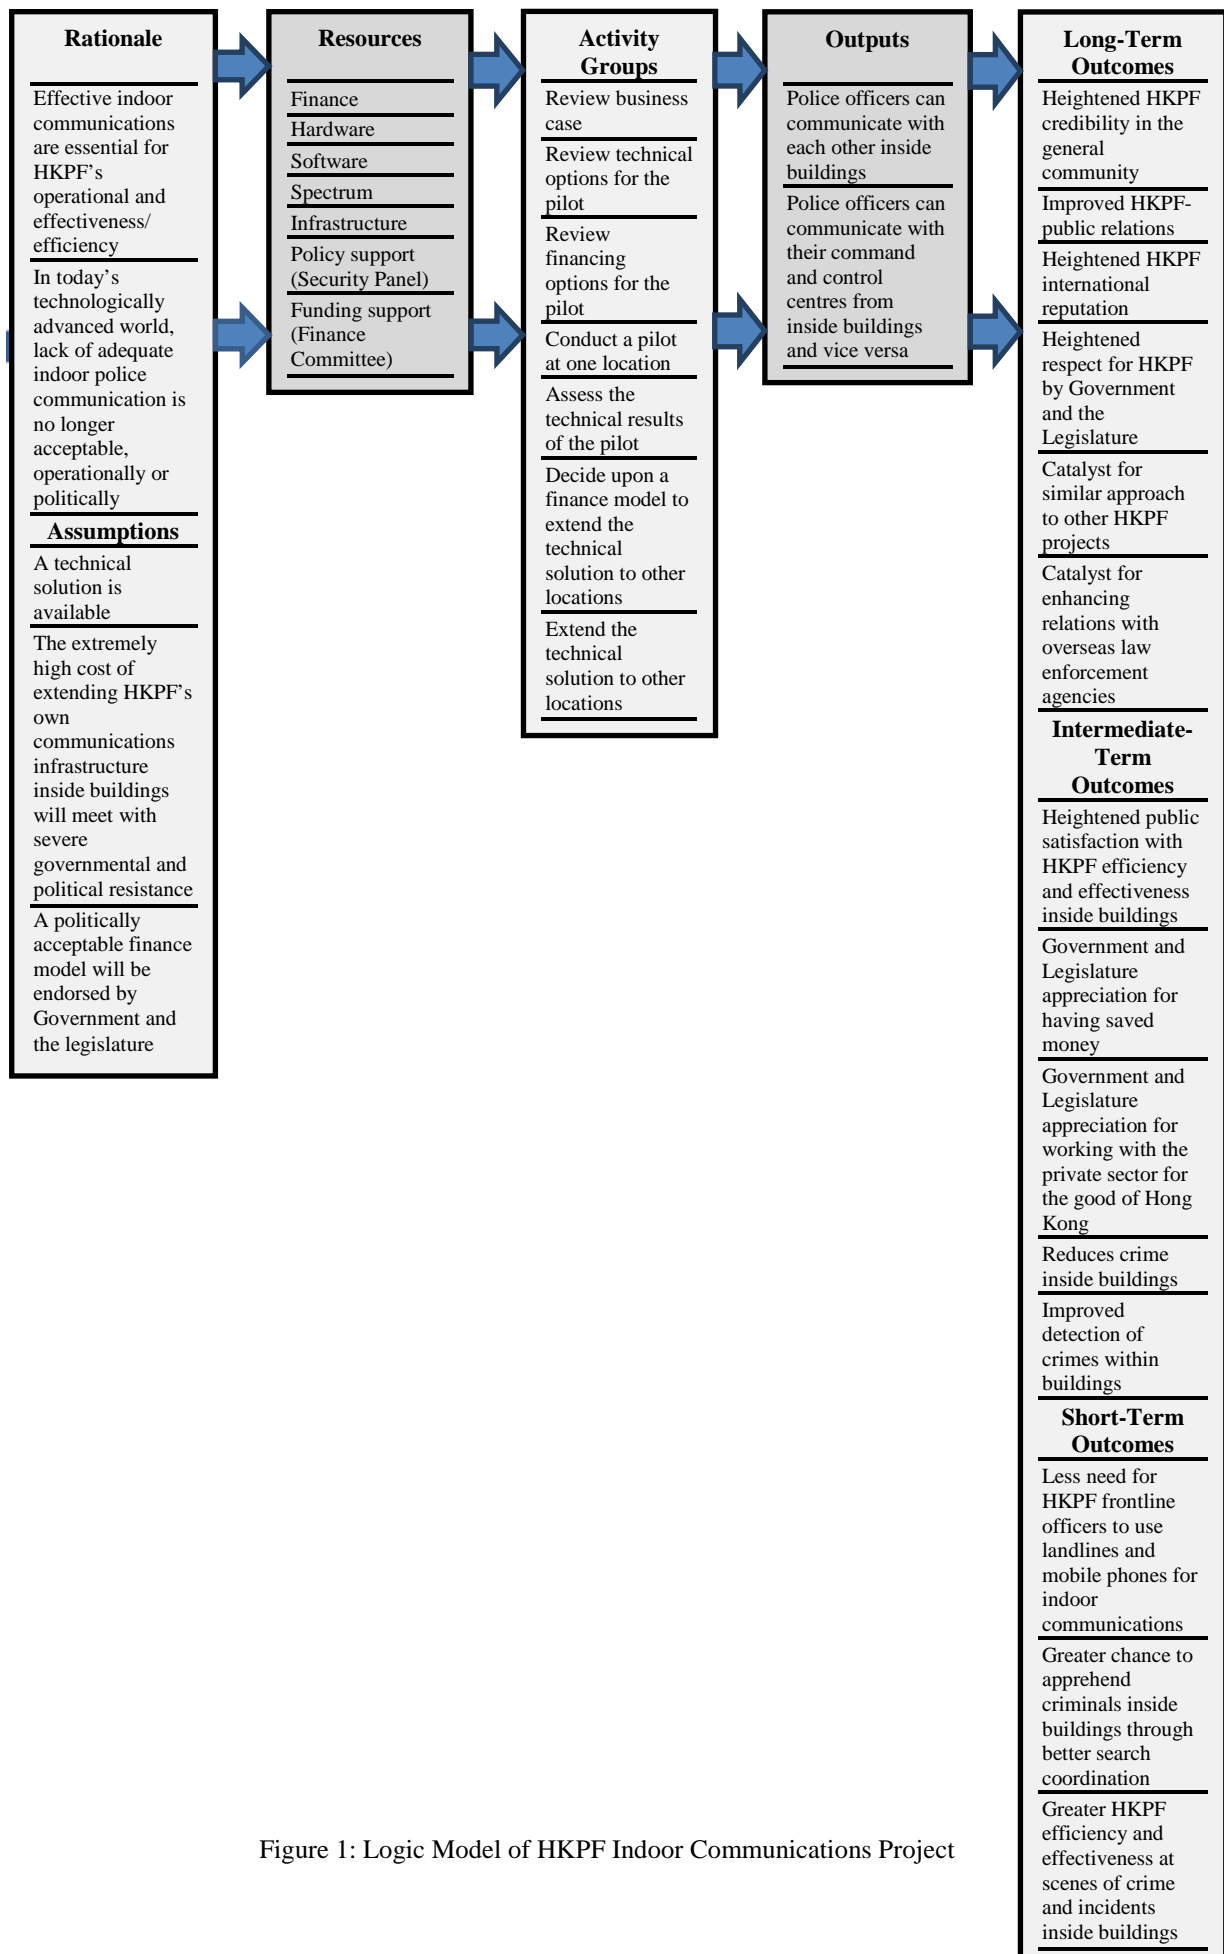 Rationale
Effective indoor
communications
are essential for
HKPF’s
operational and
effectiveness/
efficiency
In today’s
technologically
advanced world,
lack of adequate
indoor police
communication is
no longer
acceptable,
operationally or
politically
Assumptions
A technical
solution is
available
The extremely
high cost of
extending HKPF’s
own
communications
infrastructure
inside buildings
will meet with
severe
governmental and
political resistance
A politically
acceptable finance
model will be
endorsed by
Government and
the legislature
Resources
Finance
Hardware
Software
Spectrum
Infrastructure
Policy support
(Security Panel)
Funding support
(Finance
Committee)
Activity
Groups
Review business
case
Review technical
options for the
pilot
Review
financing
options for the
pilot
Conduct a pilot
at one location
Assess the
technical results
of the pilot
Decide upon a
finance model to
extend the
technical
solution to other
locations
Extend the
technical
solution to other
locations
Outputs
Police officers can
communicate with
each other inside
buildings
Police officers can
communicate with
their command
and control
centres from
inside buildings
and vice versa
Long-Term
Outcomes
Heightened HKPF
credibility in the
general
community
Improved HKPF-
public relations
Heightened HKPF
international
reputation
Heightened
respect for HKPF
by Government
and the
Legislature
Catalyst for
similar approach
to other HKPF
projects
Catalyst for
enhancing
relations with
overseas law
enforcement
agencies
Intermediate-
Term
Outcomes
Heightened public
satisfaction with
HKPF efficiency
and effectiveness
inside buildings
Government and
Legislature
appreciation for
having saved
money
Government and
Legislature
appreciation for
working with the
private sector for
the good of Hong
Kong
Reduces crime
inside buildings
Improved
detection of
crimes within
buildings
Short-Term
Outcomes
Less need for
HKPF frontline
officers to use
landlines and
mobile phones for
indoor
communications
Greater chance to
apprehend
criminals inside
buildings through
better search
coordination
Greater HKPF
efficiency and
effectiveness at
scenes of crime
and incidents
inside buildings
Figure 1: Logic Model of HKPF Indoor Communications Project